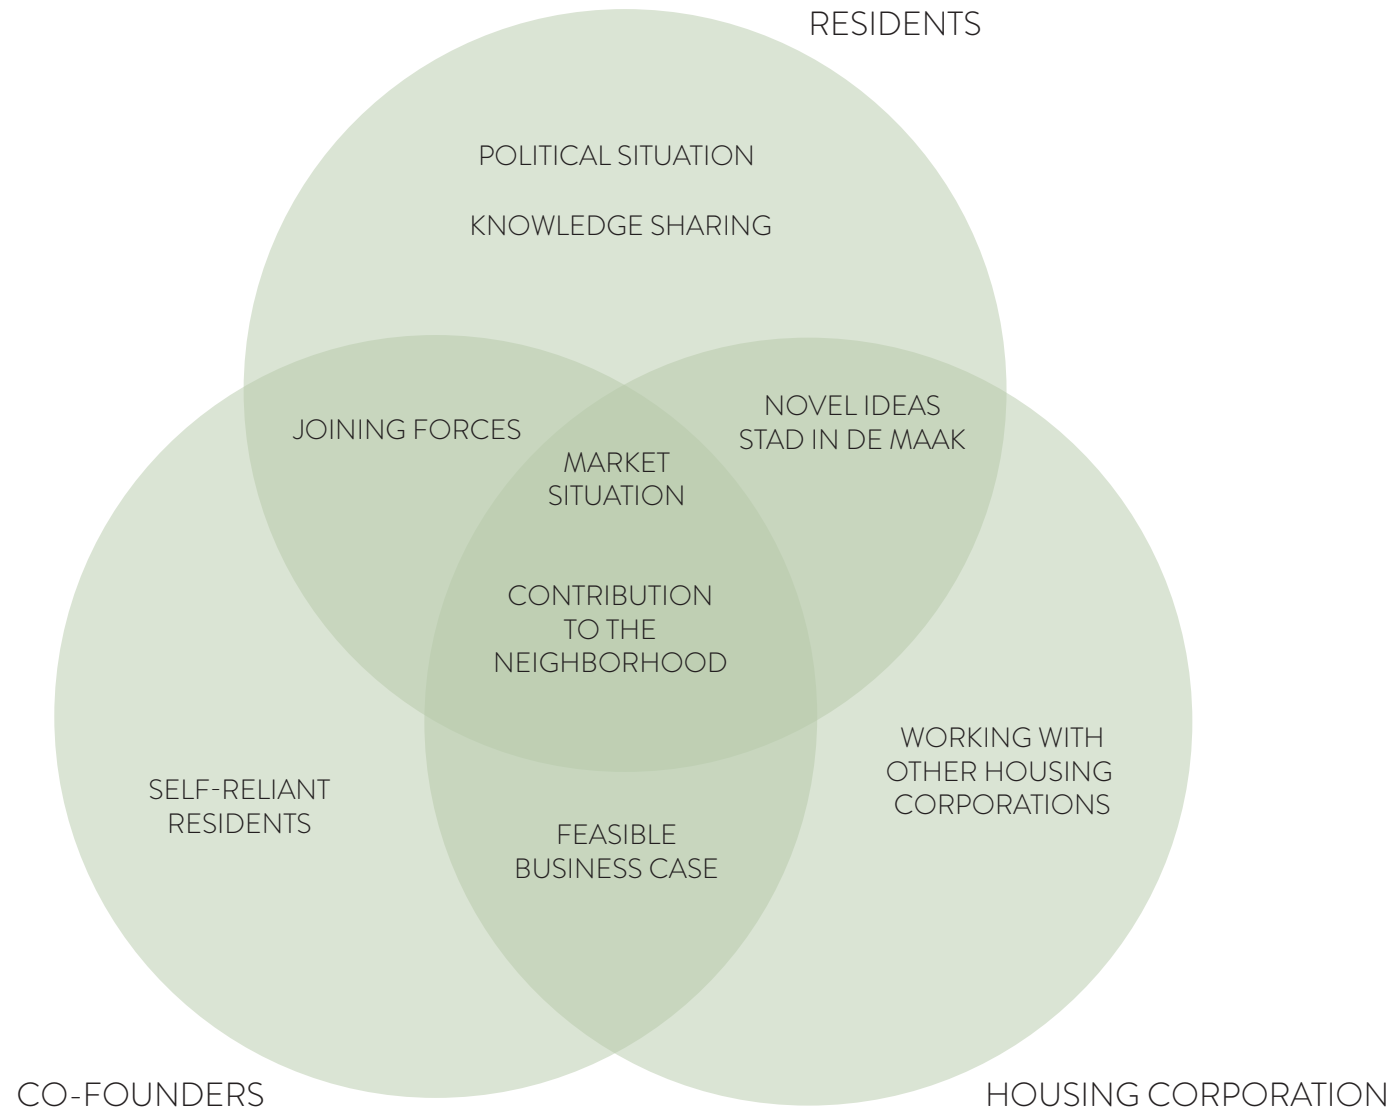 RESIDENTS
POLITICAL SITUATION
KNOWLEDGE SHARING
JOINING FORCES
NOVEL IDEAS
STAD IN DE MAAK
MARKET
SITUATION
CONTRIBUTION
TO THE
NEIGHBORHOOD
WORKING WITH
OTHER HOUSING
CORPORATIONS
SELF-RELIANT
RESIDENTS
FEASIBLE
BUSINESS CASE
CO-FOUNDERS
HOUSING CORPORATION